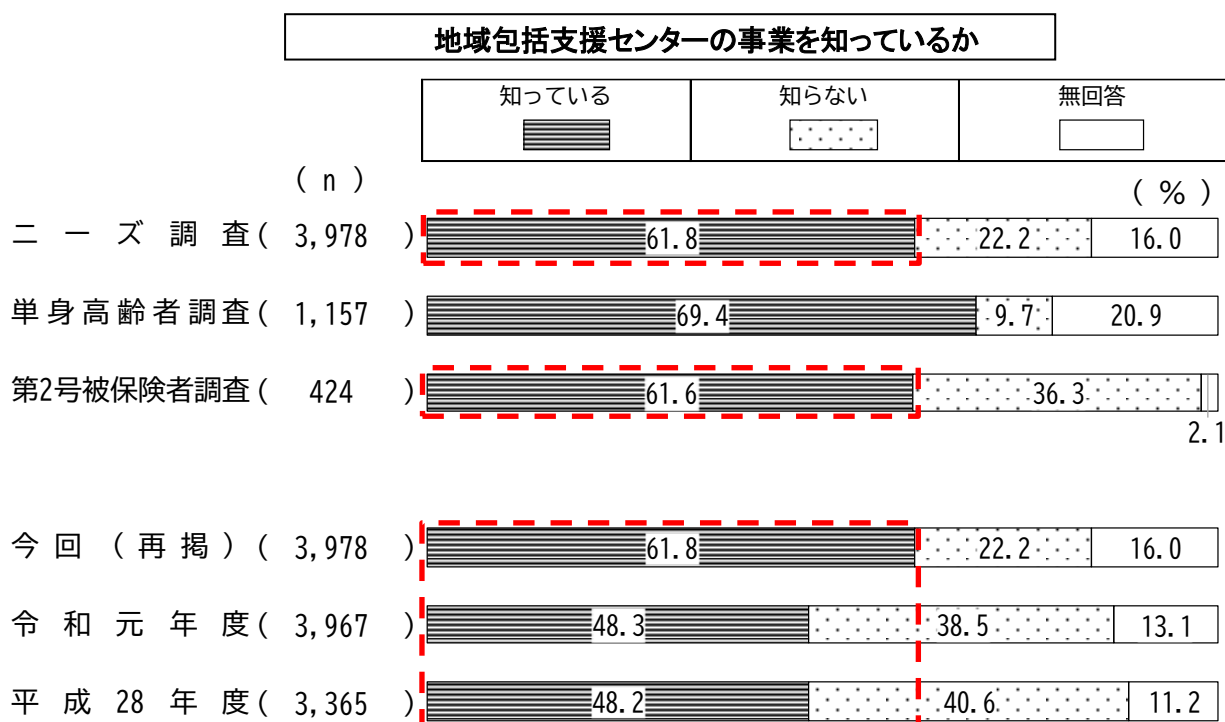 地域包括支援センターの事業を知っているか
知っている 知らない 無回答
(n) (%)
ニーズ調査( 3,978 ) 61.8 22.2 16.0
単身高齢者調査( 1,157 ) 69.4 9.7 20.9
第2号被保険者調査( 424 ) 61.6 36.3 2.1
今回(再掲)( 3,978 ) 61.8 22.2 16.0
令和元年度( 3,967 ) 48.3 38.5 13.1
平成28年度( 3,365 ) 48.2 40.6 11.2